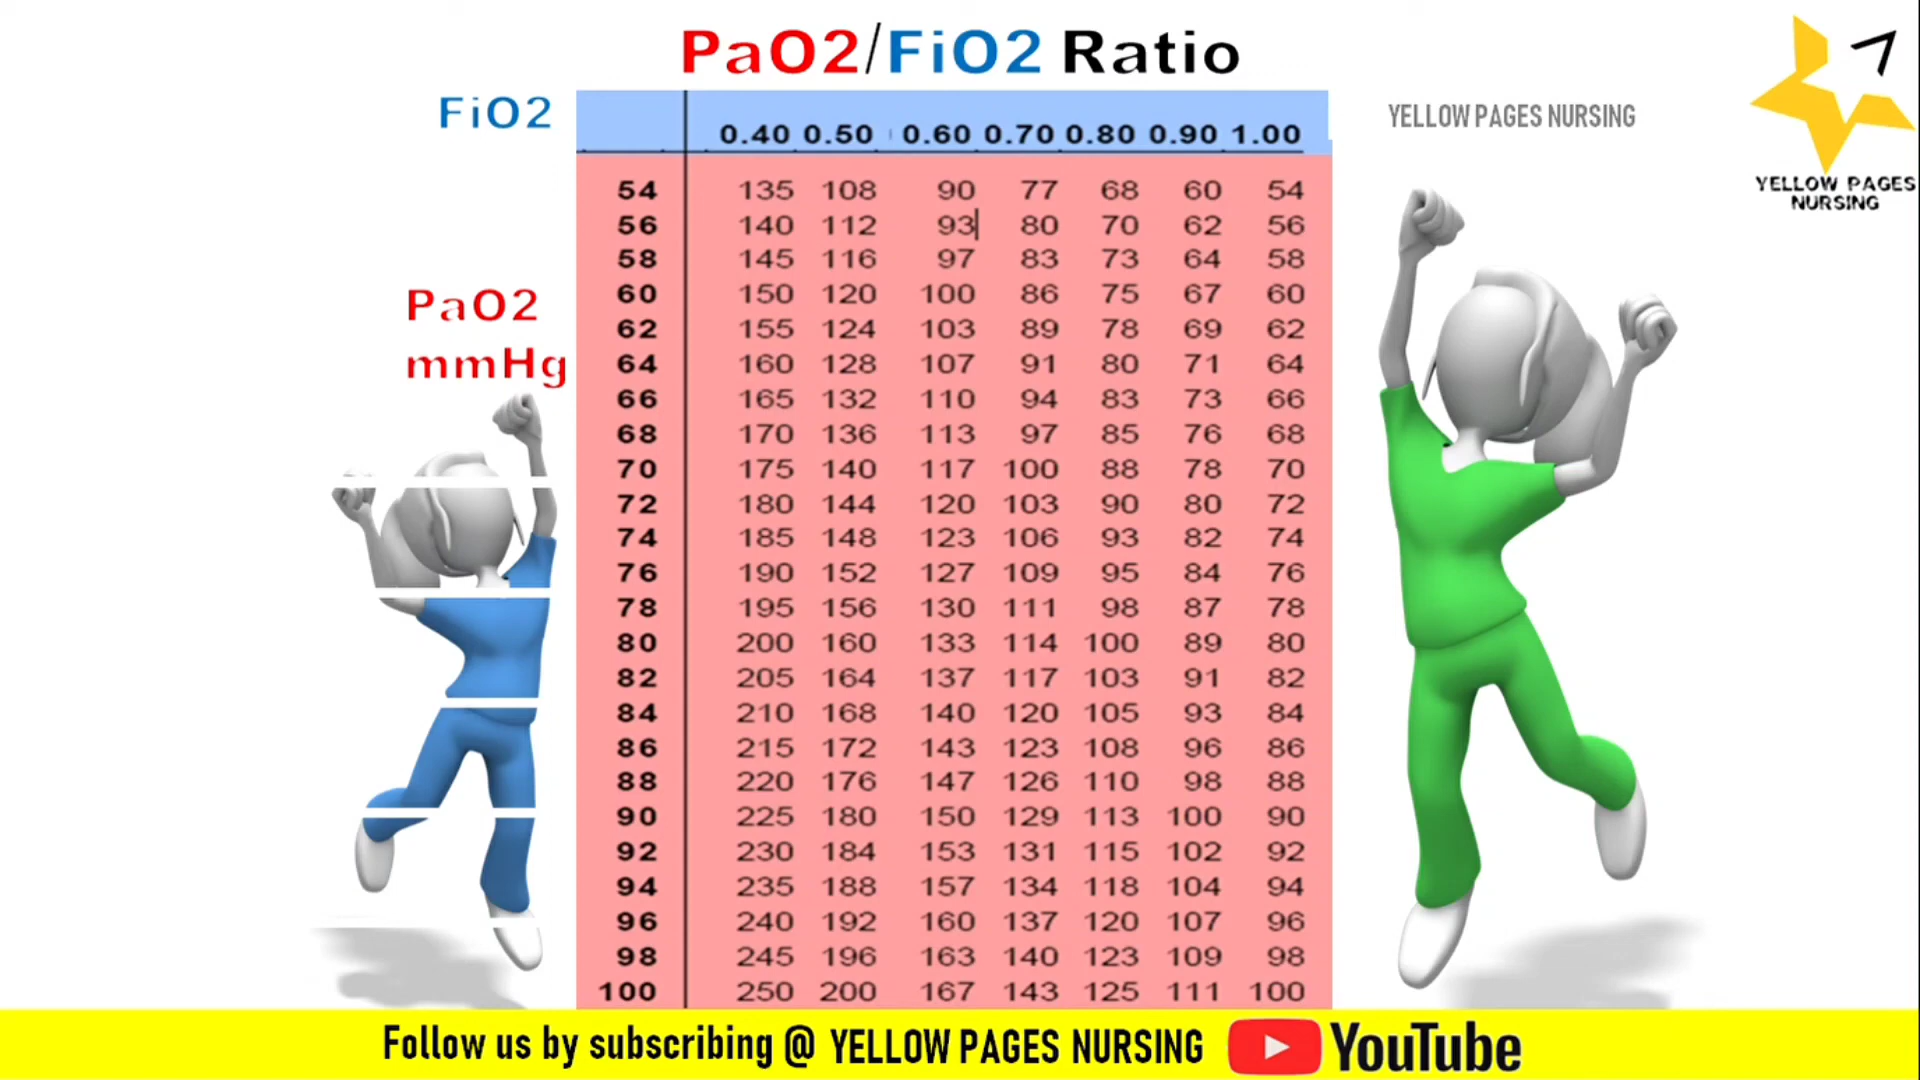 PaO2/FiO2 Ratio
FiO2
YELLOW PAGES NURSING
YELLOW PAGES
NURSING
0.40 0.50 0.60 0.70 0.80 0.90 1.00
PaO2
mmHg
54 135 108 90 77 68 60 54
56 140 112 93 80 70 62 56
58 145 116 97 83 73 64 58
60 150 120 100 86 75 67 60
62 155 124 103 89 78 69 62
64 160 128 107 91 80 71 64
66 165 132 110 94 83 73 66
68 170 136 113 97 85 76 68
70 175 140 117 100 88 78 70
72 180 144 120 103 90 80 72
74 185 148 123 106 93 82 74
76 190 152 127 109 95 84 76
78 195 156 130 111 98 87 78
80 200 160 133 114 100 89 80
82 205 164 137 117 103 91 82
84 210 168 140 120 105 93 84
86 215 172 143 123 108 96 86
88 220 176 147 126 110 98 88
90 225 180 150 129 113 100 90
92 230 184 153 131 115 102 92
94 235 188 157 134 118 104 94
96 240 192 160 137 120 107 96
98 245 196 163 140 123 109 98
100 250 200 167 143 125 111 100
Follow us by subscribing @ YELLOW PAGES NURSING YouTube